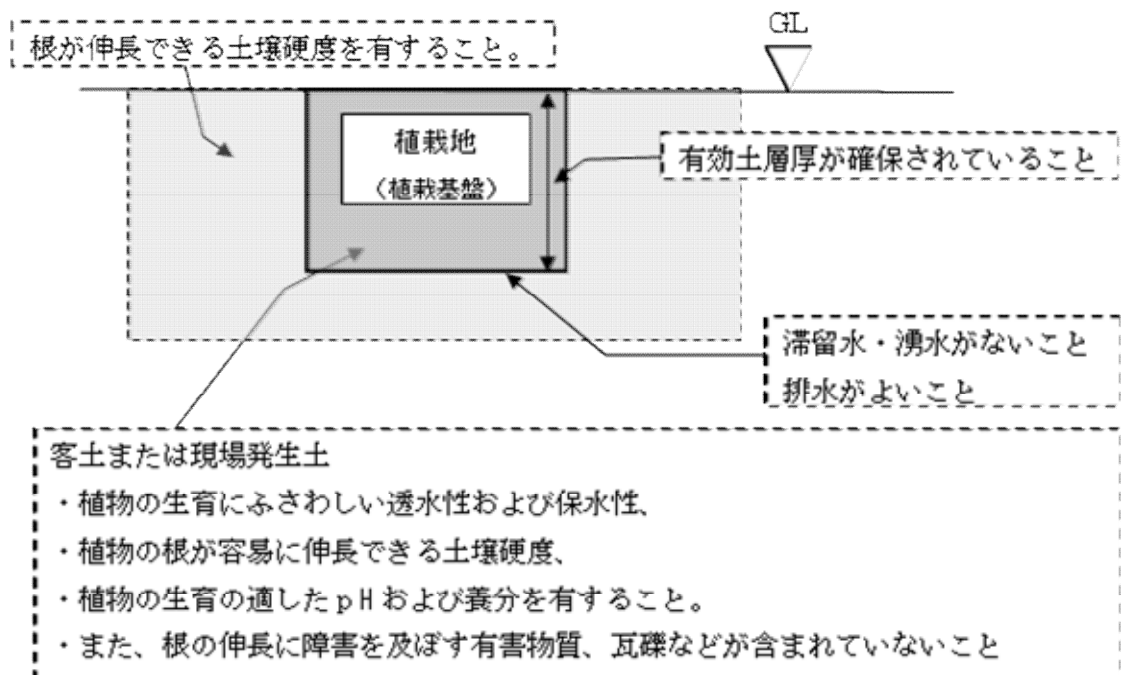 GL
根が伸長できる土壌硬度を有すること。
植栽地
（植栽基盤）
有効土層厚が確保されていること
滞留水・湧水がないこと
排水がよいこと
客土または現場発生土
・植物の生育にふさわしい透水性および保水性、
・植物の根が容易に伸長できる土壌硬度、
・植物の生育の適したｐＨおよび養分を有すること。
・また、根の伸長に障害を及ぼす有害物質、瓦礫などが含まれていないこと